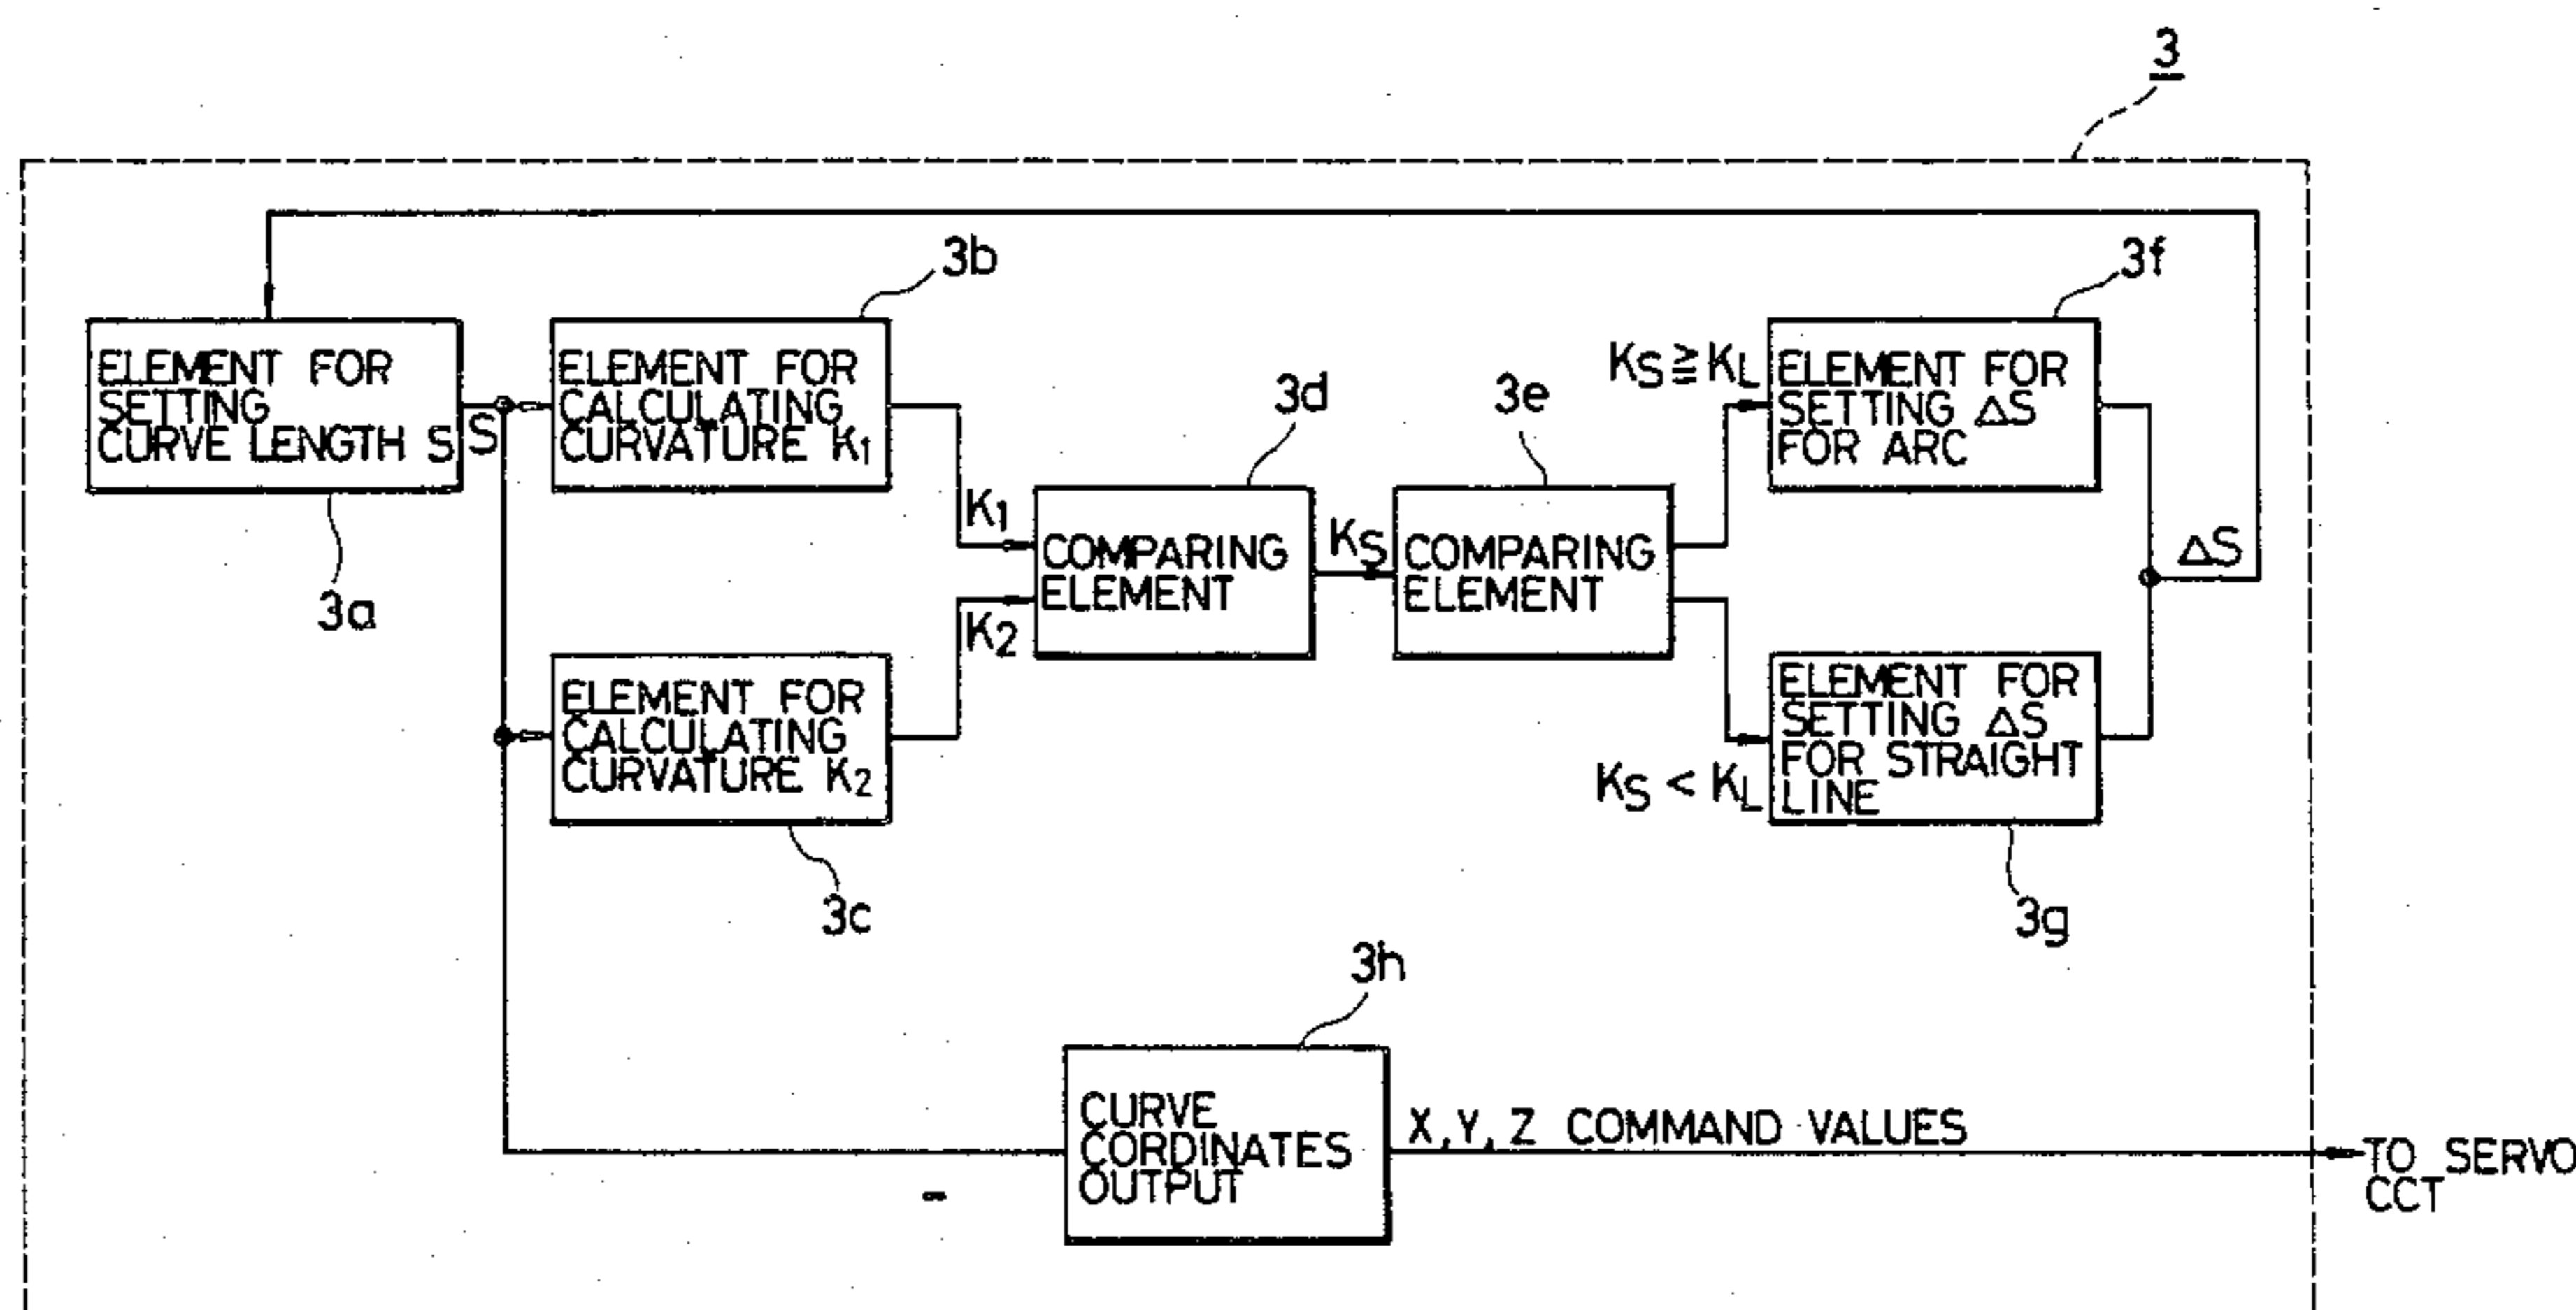 3
3b
3f
ELEMENT FOR
SETTING
CURVE LENGTH S
S
3a
ELEMENT FOR
CALCULATING
CURVATURE K1
K1
3d
COMPARING
ELEMENT
KS
3e
COMPARING
ELEMENT
KS ≧ KL
ELEMENT FOR
SETTING ΔS
FOR ARC
ΔS
K2
ELEMENT FOR
CALCULATING
CURVATURE K2
3c
KS < KL
ELEMENT FOR
SETTING ΔS
FOR STRAIGHT
LINE
3g
3h
CURVE
CORDINATES
OUTPUT
X, Y, Z COMMAND VALUES
TO SERVO
CCT